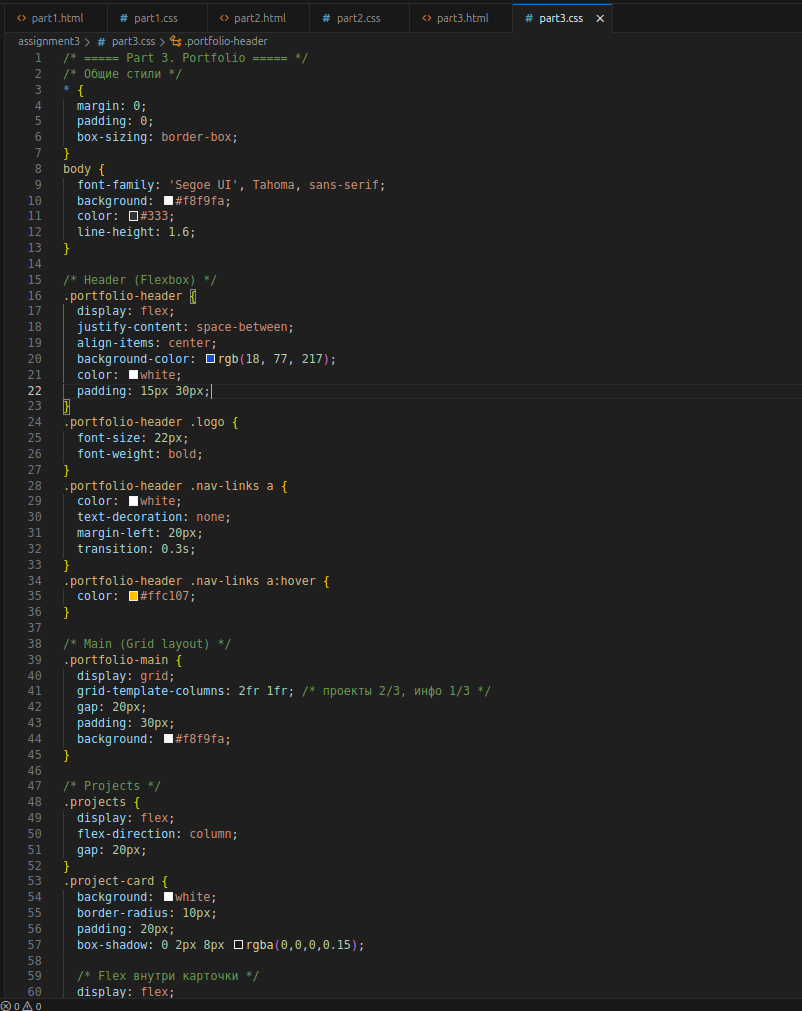 part1.html part1.css part2.html part2.css part3.html part3.css
assignment3 > part3.css > .portfolio-header
1 /* ===== Part 3. Portfolio ===== */
2 /* Общие стили */
3 * {
4 margin: 0;
5 padding: 0;
6 box-sizing: border-box;
7 }
8 body {
9 font-family: 'Segoe UI', Tahoma, sans-serif;
10 background: #f8f9fa;
11 color: #333;
12 line-height: 1.6;
13 }
14
15 /* Header (Flexbox) */
16 .portfolio-header {
17 display: flex;
18 justify-content: space-between;
19 align-items: center;
20 background-color: rgb(18, 77, 217);
21 color: white;
22 padding: 15px 30px;
23 }
24 .portfolio-header .logo {
25 font-size: 22px;
26 font-weight: bold;
27 }
28 .portfolio-header .nav-links a {
29 color: white;
30 text-decoration: none;
31 margin-left: 20px;
32 transition: 0.3s;
33 }
34 .portfolio-header .nav-links a:hover {
35 color: #ffc107;
36 }
37
38 /* Main (Grid layout) */
39 .portfolio-main {
40 display: grid;
41 grid-template-columns: 2fr 1fr; /* проекты 2/3, инфо 1/3 */
42 gap: 20px;
43 padding: 30px;
44 background: #f8f9fa;
45 }
46
47 /* Projects */
48 .projects {
49 display: flex;
50 flex-direction: column;
51 gap: 20px;
52 }
53 .project-card {
54 background: white;
55 border-radius: 10px;
56 padding: 20px;
57 box-shadow: 0 2px 8px rgba(0,0,0,0.15);
58
59 /* Flex внутри карточки */
60 display: flex;
0 0